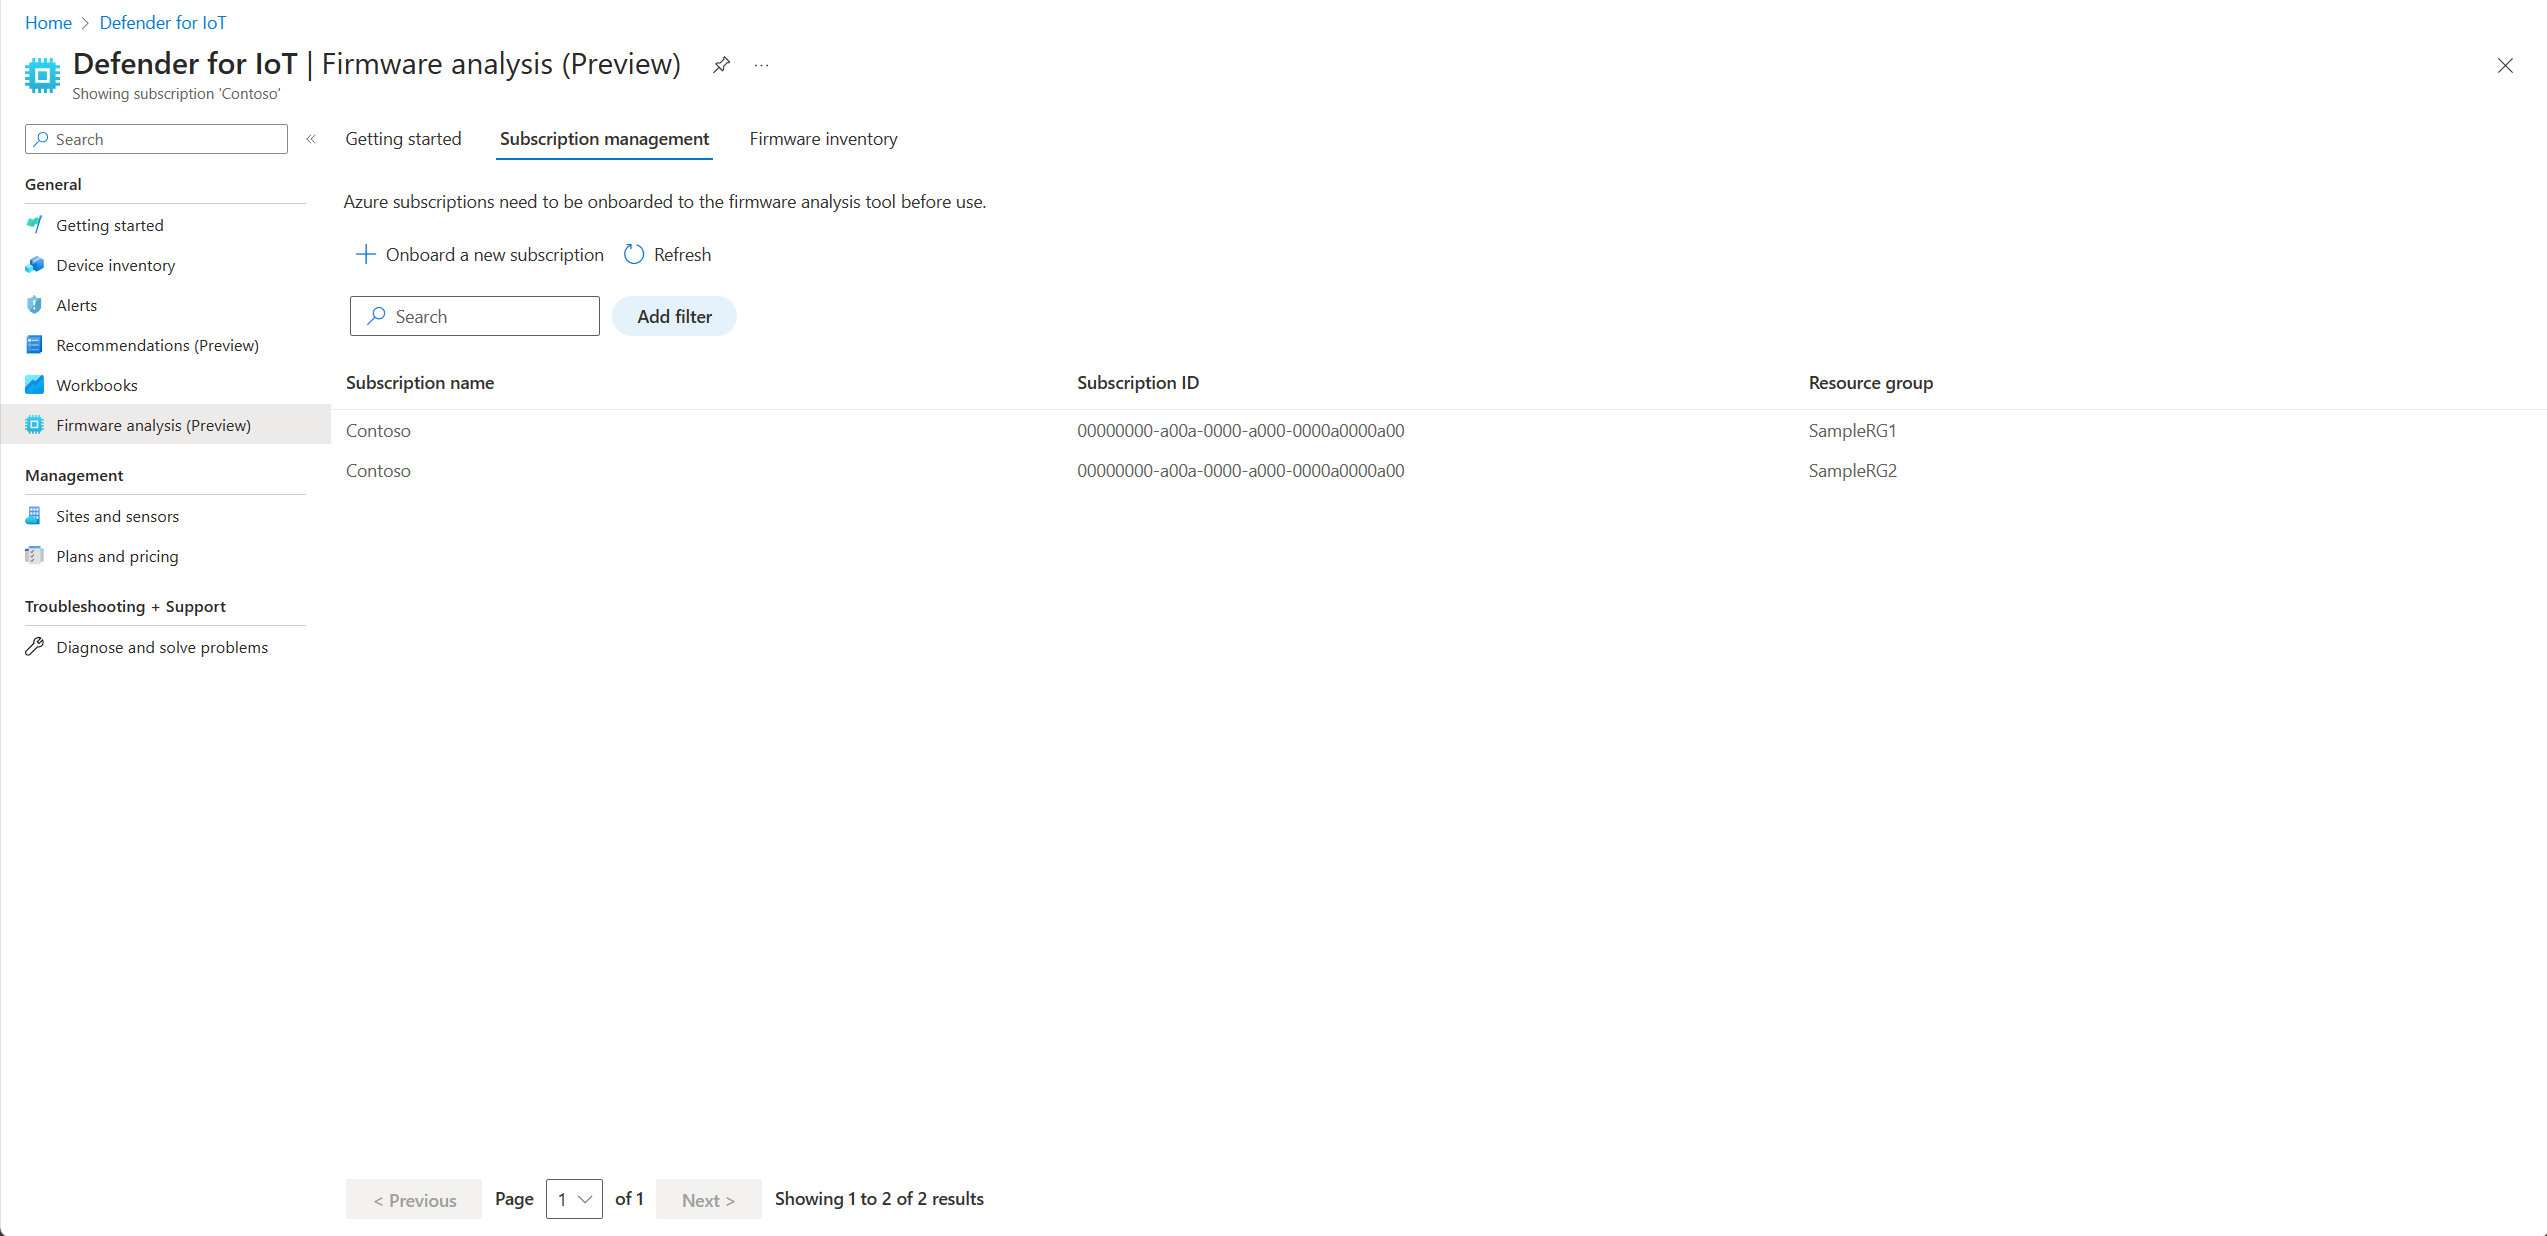 Home > Defender for IoT
Defender for IoT | Firmware analysis (Preview) ...
Showing subscription 'Contoso'
Search «
General
Getting started
Device inventory
Alerts
Recommendations (Preview)
Workbooks
Firmware analysis (Preview)
Management
Sites and sensors
Plans and pricing
Troubleshooting + Support
Diagnose and solve problems
Getting started Subscription management Firmware inventory
Azure subscriptions need to be onboarded to the firmware analysis tool before use.
Onboard a new subscription Refresh
Search Add filter
Subscription name Subscription ID Resource group
Contoso 00000000-a00a-0000-a000-0000a0000a00 SampleRG1
Contoso 00000000-a00a-0000-a000-0000a0000a00 SampleRG2
< Previous Page 1 of 1 Next > Showing 1 to 2 of 2 results